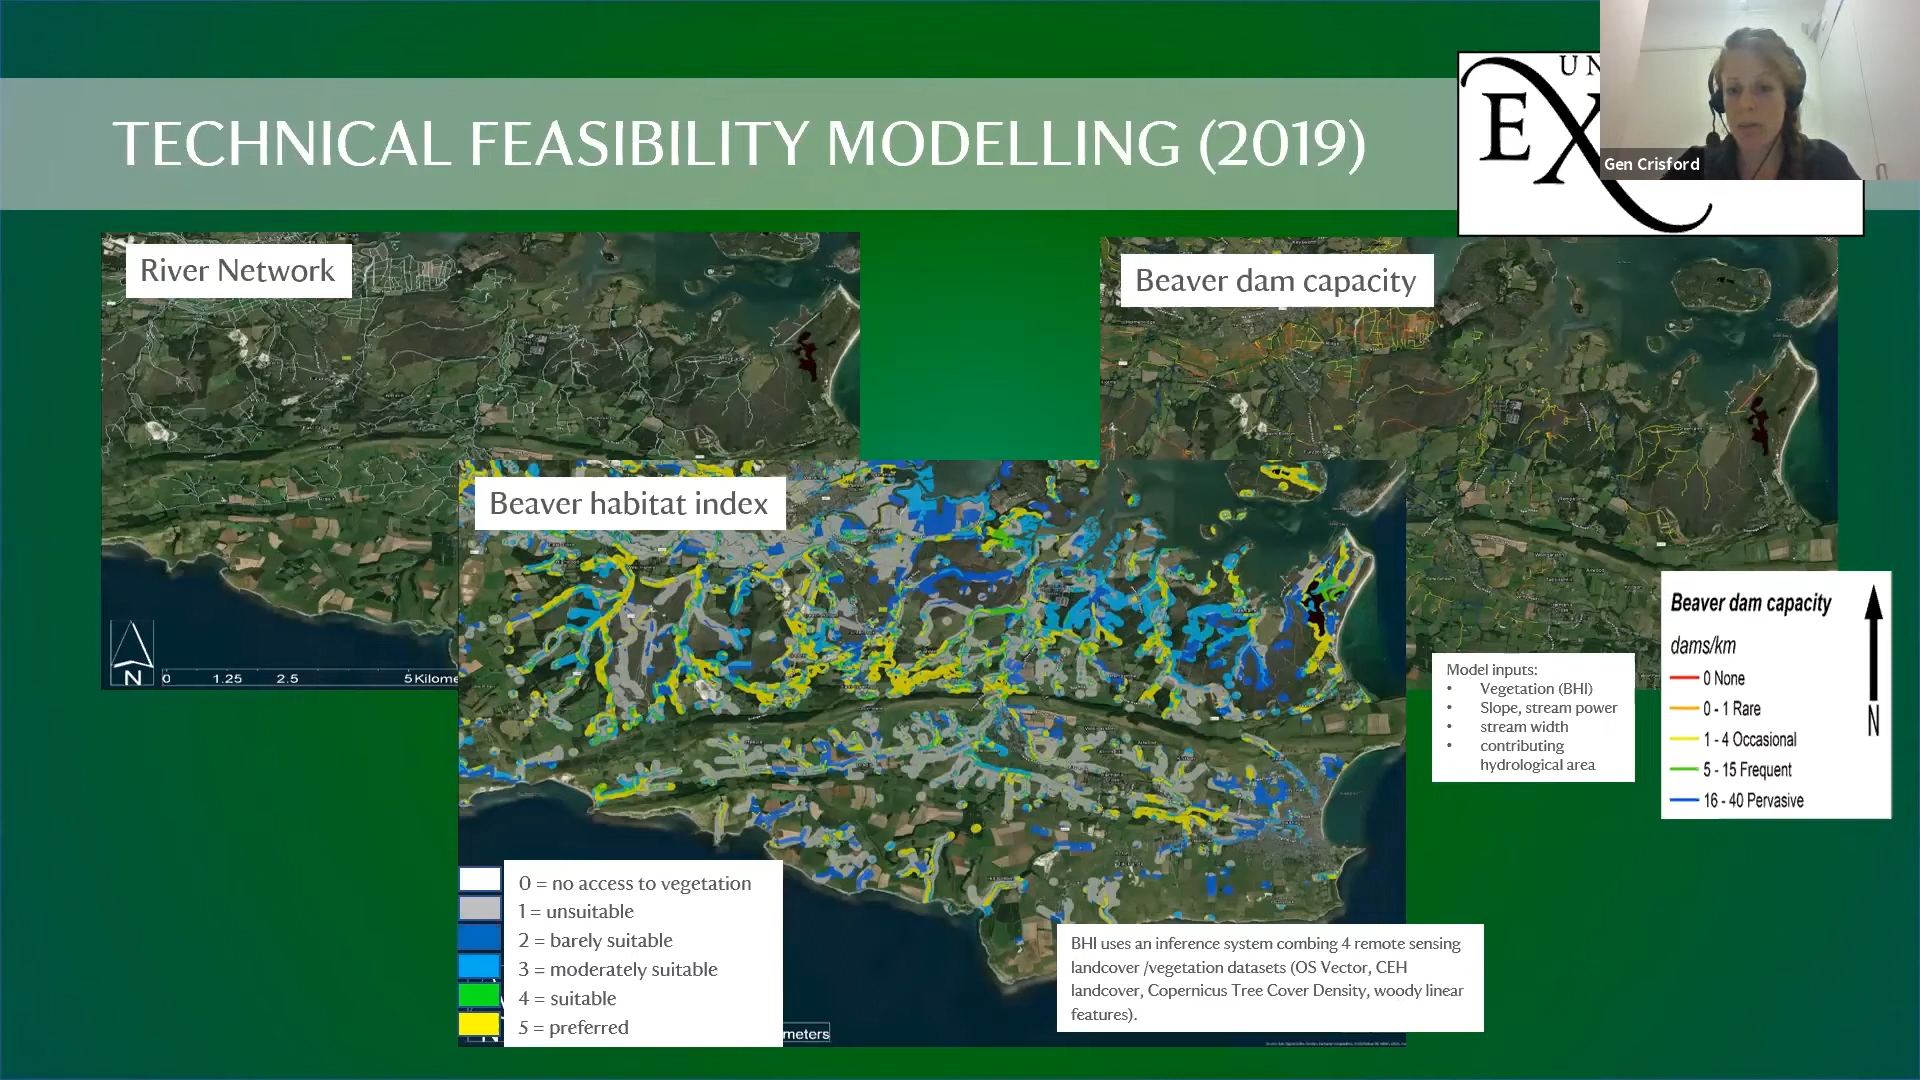 TECHNICAL FEASIBILITY MODELLING (2019)
UN
EX
Gen Crisford
River Network
N
0 1.25 2.5 5 Kilome
Beaver dam capacity
Beaver habitat index
0 = no access to vegetation
1 = unsuitable
2 = barely suitable
3 = moderately suitable
4 = suitable
5 = preferred
N
meters
BHI uses an inference system combing 4 remote sensing
landcover /vegetation datasets (OS Vector, CEH
landcover, Copernicus Tree Cover Density, woody linear
features).
Model inputs:
• Vegetation (BHI)
• Slope, stream power
• stream width
• contributing
hydrological area
Beaver dam capacity
dams/km
0 None
0 - 1 Rare
1 - 4 Occasional
5 - 15 Frequent
16 - 40 Pervasive
N